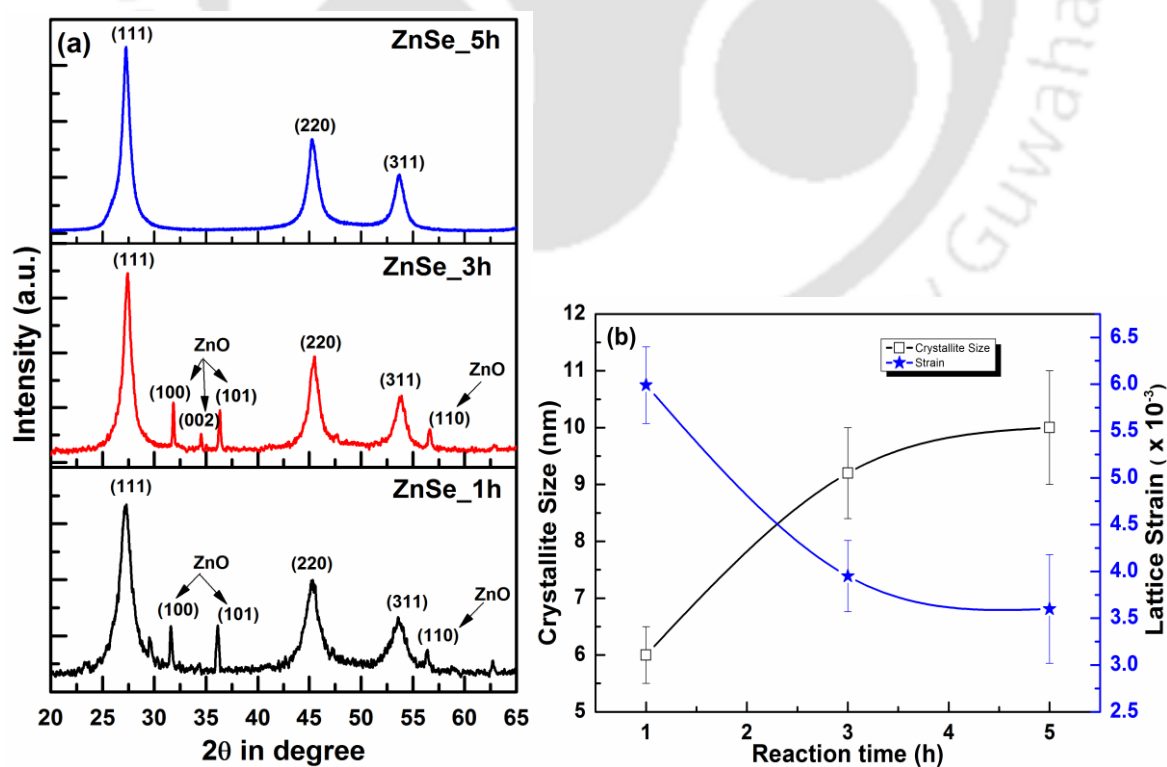 (a)
ZnSe_5h
(111)
(220)
(311)
ZnSe_3h
(111)
ZnO
(100)
(002)
(101)
(220)
(311)
ZnO
(110)
ZnSe_1h
(111)
ZnO
(100)
(101)
(220)
(311)
ZnO
(110)
Intensity (a.u.)
20 25 30 35 40 45 50 55 60 65
2θ in degree
(b)
Crystallite Size
Strain
Crystallite Size (nm)
12
11
10
9
8
7
6
5
Lattice Strain ( x 10-3)
6.5
6.0
5.5
5.0
4.5
4.0
3.5
3.0
2.5
1 2 3 4 5
Reaction time (h)
Guwaha